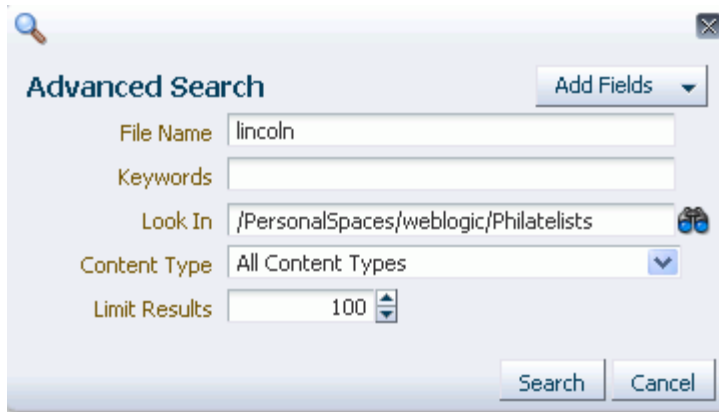 Advanced Search
Add Fields
File Name lincoln
Keywords
Look In /PersonalSpaces/weblogic/Philatelists
Content Type All Content Types
Limit Results 100
Search Cancel